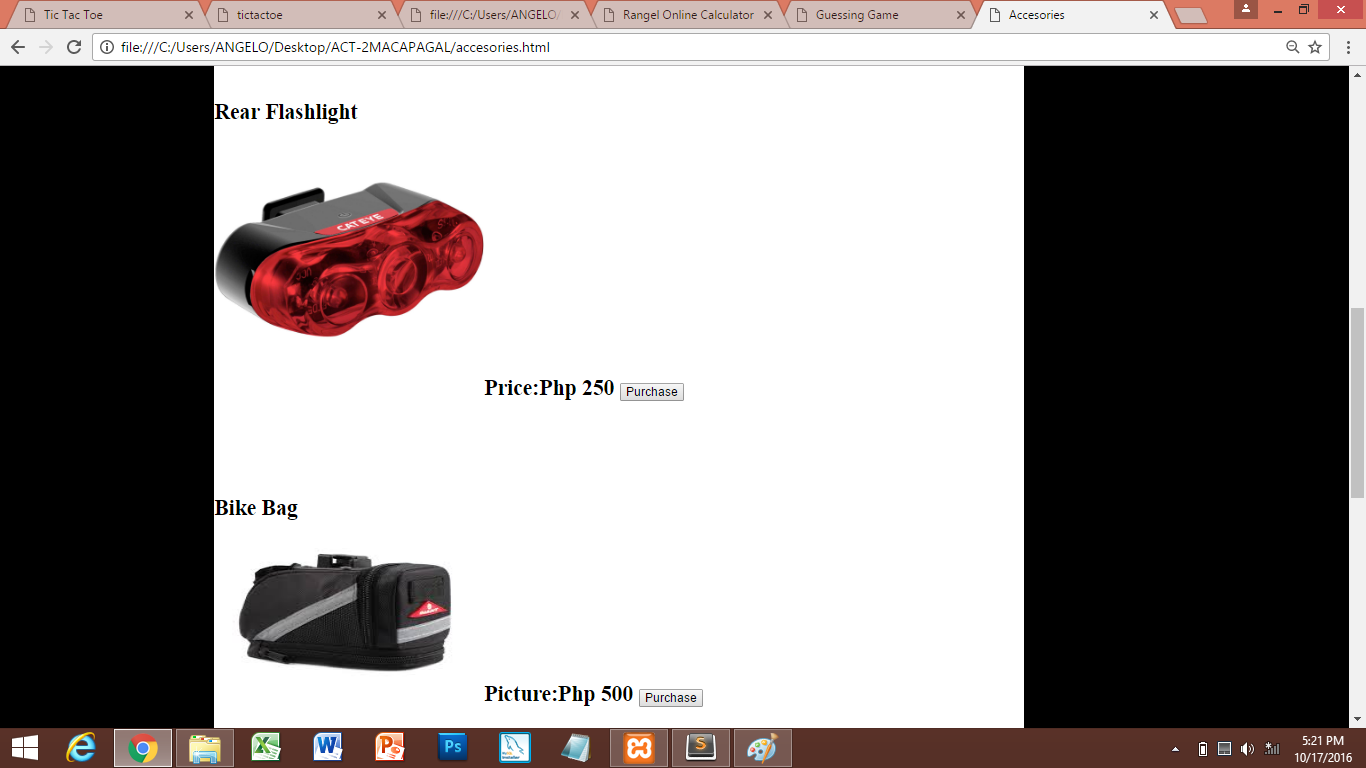 Tic Tac Toe
tictactoe
file:///C:/Users/ANGELO/
Rangel Online Calculator
Guessing Game
Accesories
file:///C:/Users/ANGELO/Desktop/ACT-2MACAPAGAL/accesories.html
Rear Flashlight
CAT EYE
Price:Php 250 Purchase
Bike Bag
Picture:Php 500 Purchase
5:21 PM
10/17/2016